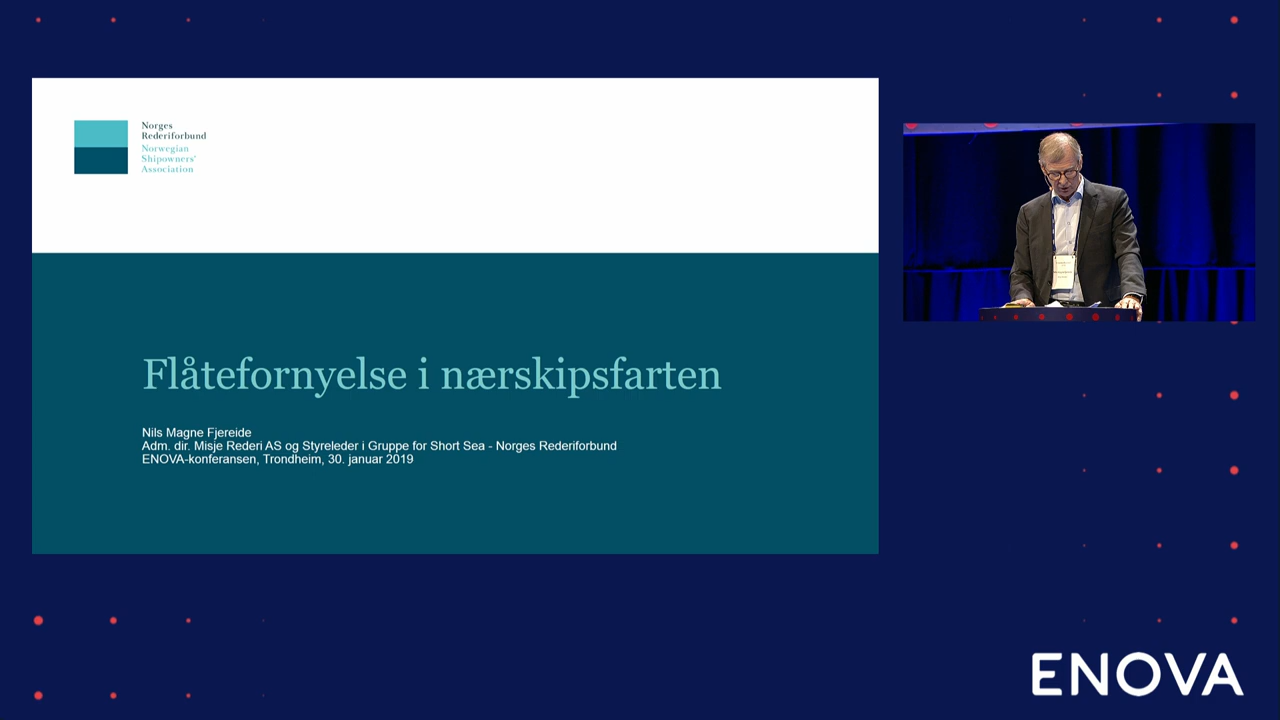 Norges
Rederiforbund
Norwegian
Shipowners'
Association
Flåtefornyelse i nærskipsfarten
Nils Magne Fjereide
Adm. dir. Misje Rederi AS og Styreleder i Gruppe for Short Sea - Norges Rederiforbund
ENOVA-konferansen, Trondheim, 30. januar 2019
ENOVA